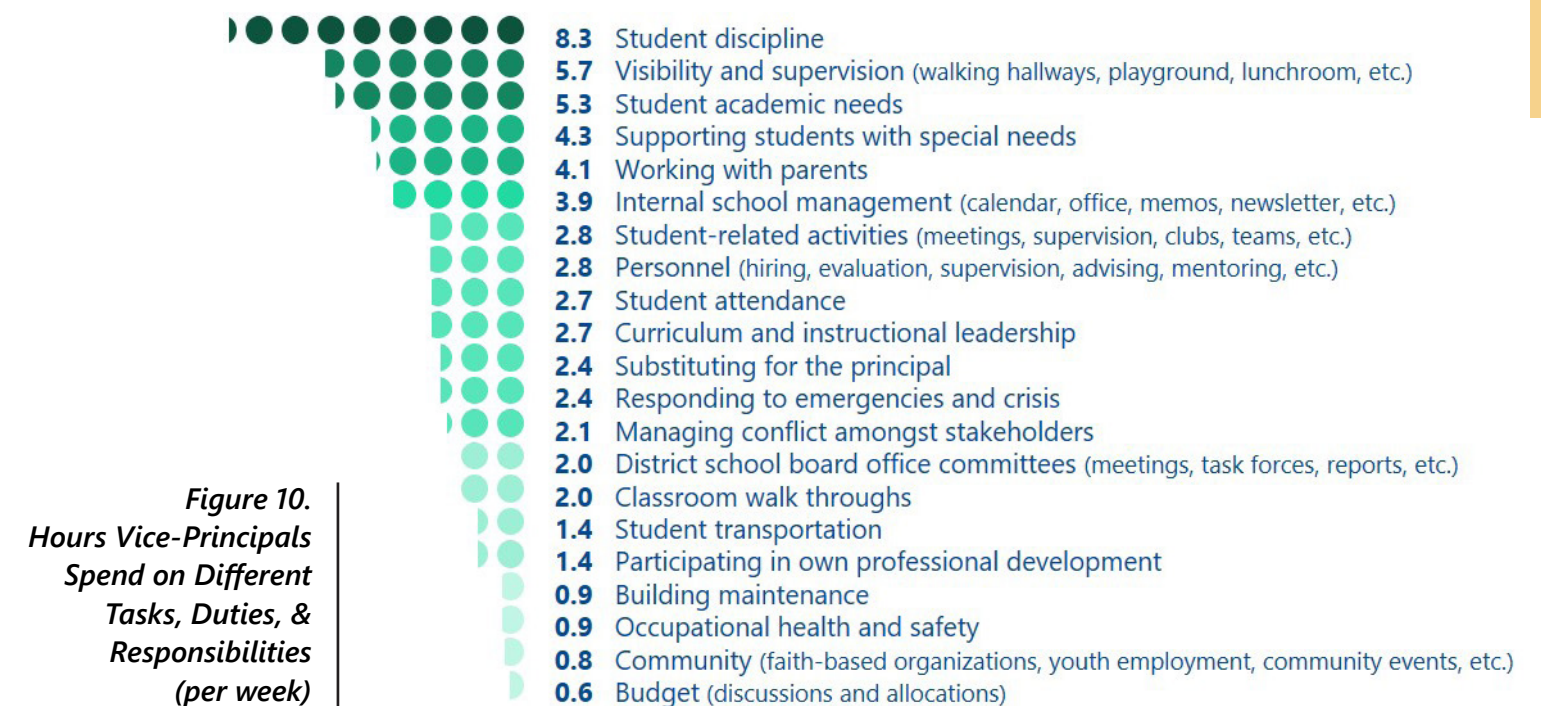 8.3 Student discipline
5.7 Visibility and supervision (walking hallways, playground, lunchroom, etc.)
5.3 Student academic needs
4.3 Supporting students with special needs
4.1 Working with parents
3.9 Internal school management (calendar, office, memos, newsletter, etc.)
2.8 Student-related activities (meetings, supervision, clubs, teams, etc.)
2.8 Personnel (hiring, evaluation, supervision, advising, mentoring, etc.)
2.7 Student attendance
2.7 Curriculum and instructional leadership
2.4 Substituting for the principal
2.4 Responding to emergencies and crisis
2.1 Managing conflict amongst stakeholders
2.0 District school board office committees (meetings, task forces, reports, etc.)
2.0 Classroom walk throughs
1.4 Student transportation
1.4 Participating in own professional development
0.9 Building maintenance
0.9 Occupational health and safety
0.8 Community (faith-based organizations, youth employment, community events, etc.)
0.6 Budget (discussions and allocations)
Figure 10.
Hours Vice-Principals
Spend on Different
Tasks, Duties, &
Responsibilities
(per week)